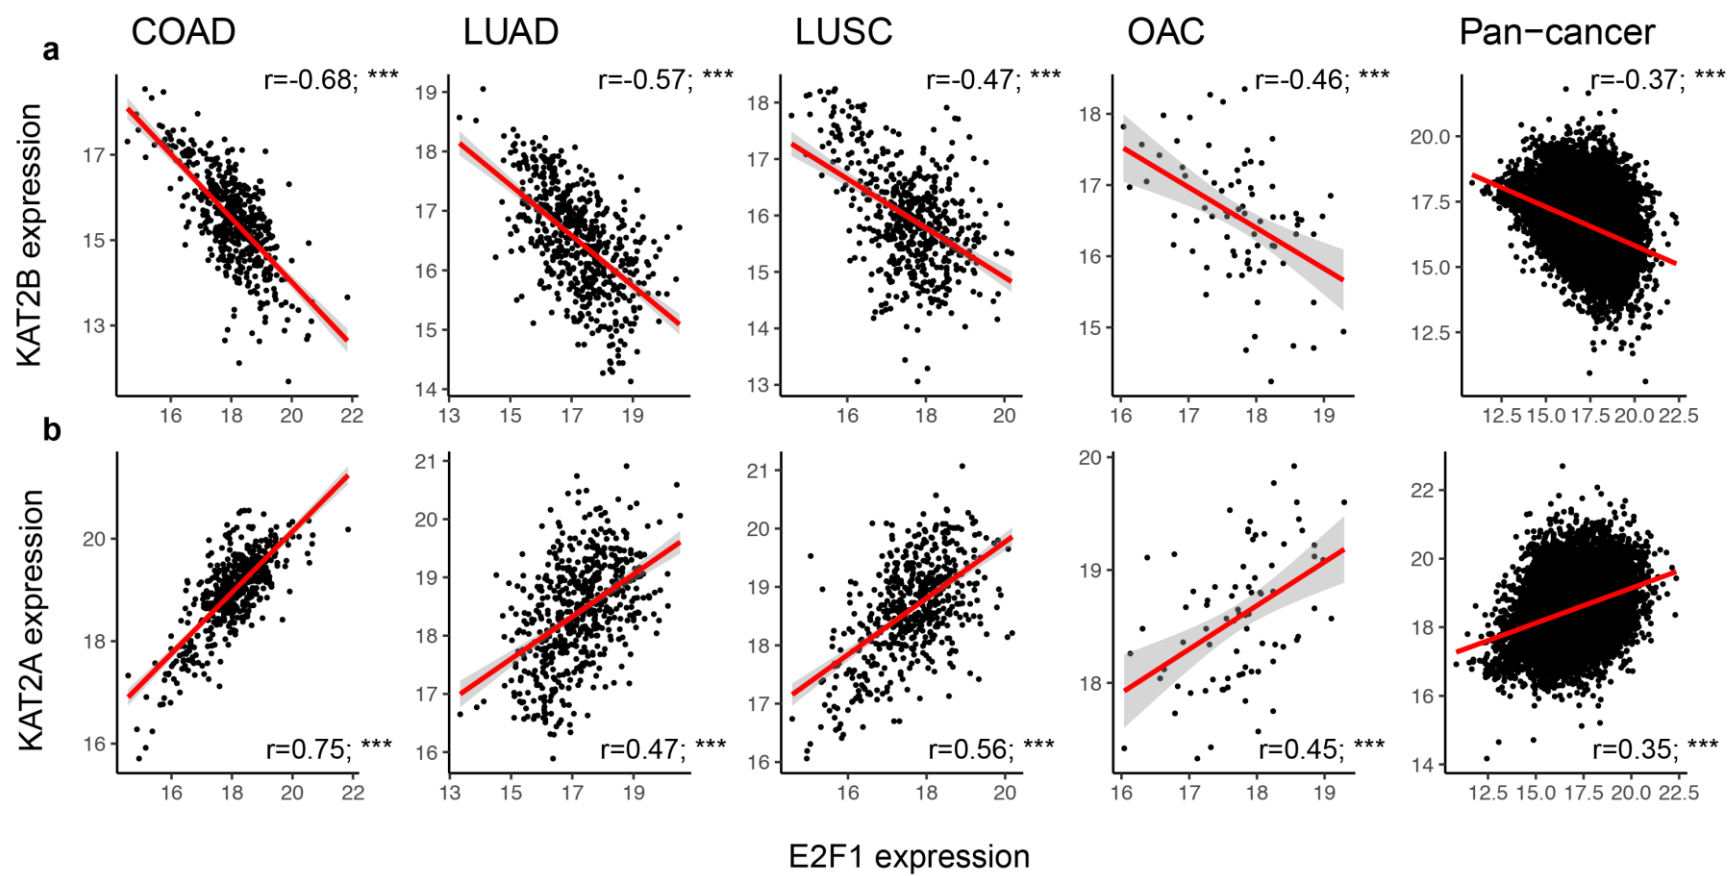 COAD LUAD LUSC OAC Pan−cancer
a
r=-0.68; *** r=-0.57; *** r=-0.47; *** r=-0.46; *** r=-0.37; ***
KAT2B expression
17
15
13
16 18 20 22
19
18
17
16
15
14
13 15 17 19
18
17
16
15
14
13
16 18 20
18
17
16
15
16 17 18 19
20.0
17.5
15.0
12.5
12.5 15.0 17.5 20.0 22.5
b
KAT2A expression
20
18
16
16 18 20 22
21
20
19
18
17
16
13 15 17 19
21
20
19
18
17
16
16 18 20
20
19
18
16 17 18 19
22
20
18
16
14
12.5 15.0 17.5 20.0 22.5
r=0.75; *** r=0.47; *** r=0.56; *** r=0.45; *** r=0.35; ***
E2F1 expression